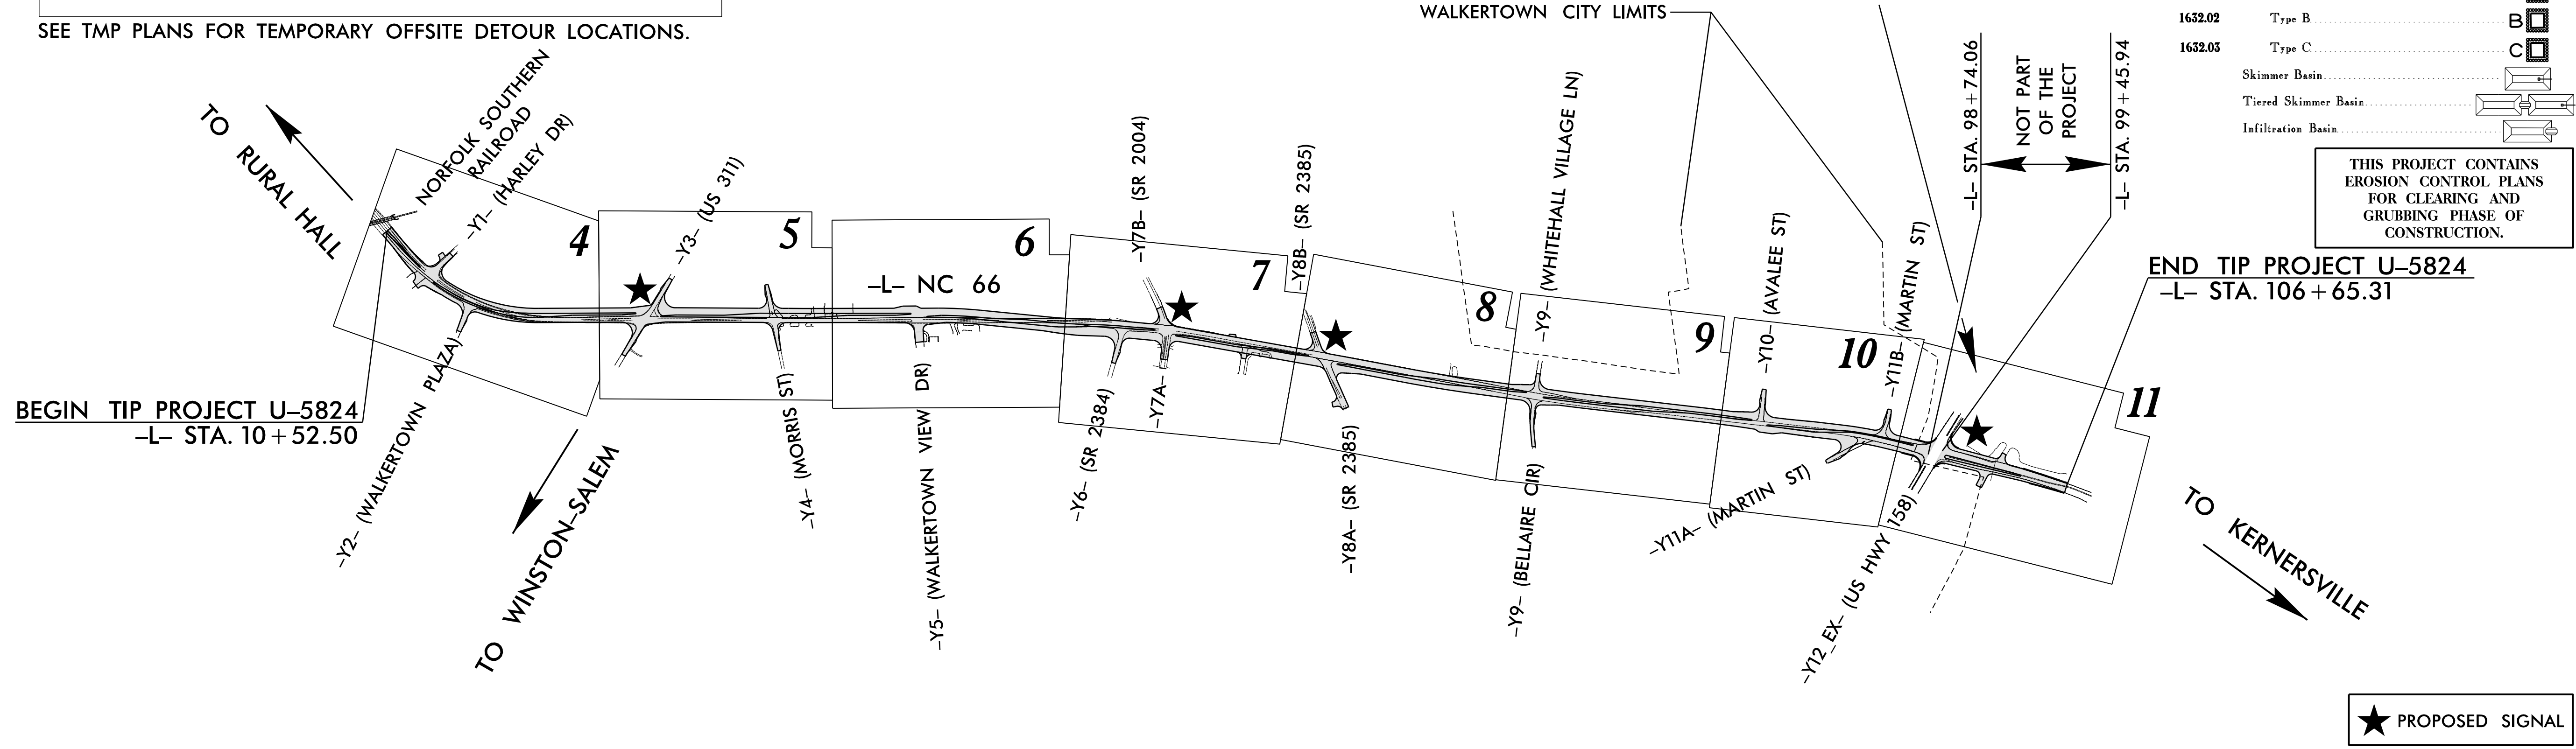 SEE TMP PLANS FOR TEMPORARY OFFSITE DETOUR LOCATIONS.
WALKERTOWN CITY LIMITS
1632.02 Type B B
1632.03 Type C C
Skimmer Basin
Tiered Skimmer Basin
Infiltration Basin
THIS PROJECT CONTAINS
EROSION CONTROL PLANS
FOR CLEARING AND
GRUBBING PHASE OF
CONSTRUCTION.
-L- STA. 98+74.06
NOT PART
OF THE
PROJECT
-L- STA. 99+45.94
TO RURAL HALL
NORFOLK SOUTHERN
RAILROAD
-Y1- (HARLEY DR)
-Y3- (US 311)
-Y7B- (SR 2004)
-Y8B- (SR 2385)
-Y9- (WHITEHALL VILLAGE LN)
-Y10- (AVALEE ST)
-Y11B- (MARTIN ST)
4
5
6
7
8
9
10
11
-L- NC 66
END TIP PROJECT U-5824
-L- STA. 106+65.31
BEGIN TIP PROJECT U-5824
-L- STA. 10+52.50
-Y2- (WALKERTOWN PLAZA)
TO WINSTON-SALEM
-Y4- (MORRIS ST)
-Y5- (WALKERTOWN VIEW DR)
-Y6- (SR 2384)
-Y7A-
-Y8A- (SR 2385)
-Y9- (BELLAIRE CIR)
-Y11A- (MARTIN ST)
-Y12_EX- (US HWY 158)
TO KERNERSVILLE
PROPOSED SIGNAL